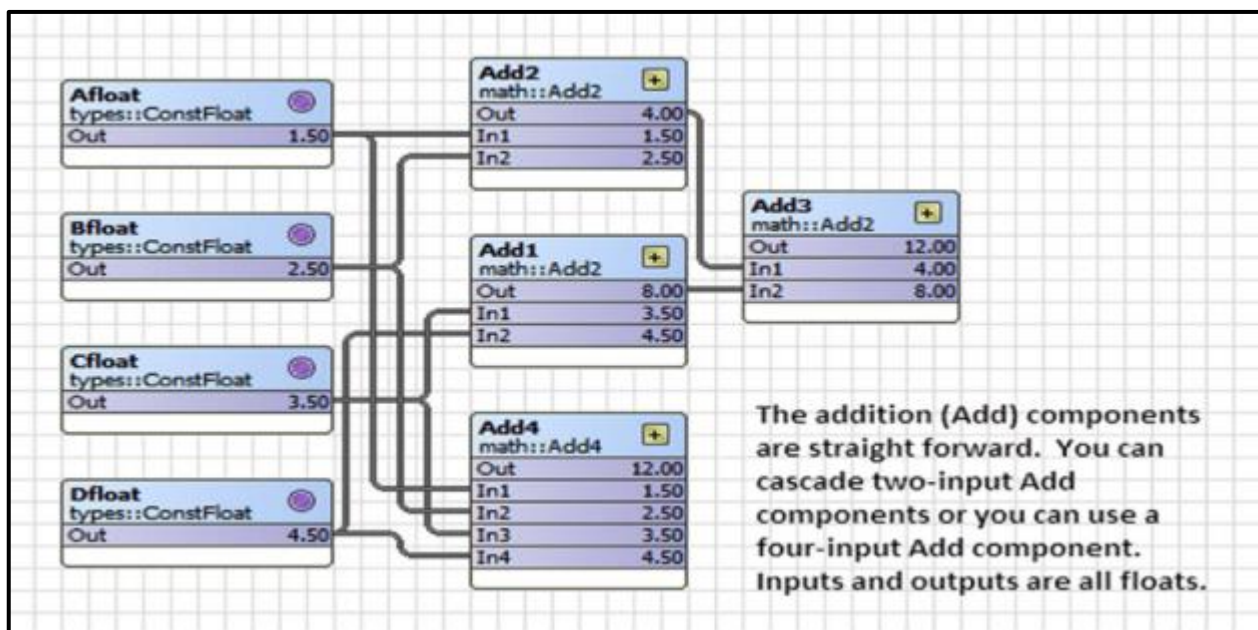 Afloat
types::ConstFloat
Out 1.50
Bfloat
types::ConstFloat
Out 2.50
Cfloat
types::ConstFloat
Out 3.50
Dfloat
types::ConstFloat
Out 4.50
Add2
math::Add2
Out 4.00
In1 1.50
In2 2.50
Add1
math::Add2
Out 8.00
In1 3.50
In2 4.50
Add4
math::Add4
Out 12.00
In1 1.50
In2 2.50
In3 3.50
In4 4.50
Add3
math::Add2
Out 12.00
In1 4.00
In2 8.00
The addition (Add) components
are straight forward. You can
cascade two-input Add
components or you can use a
four-input Add component.
Inputs and outputs are all floats.